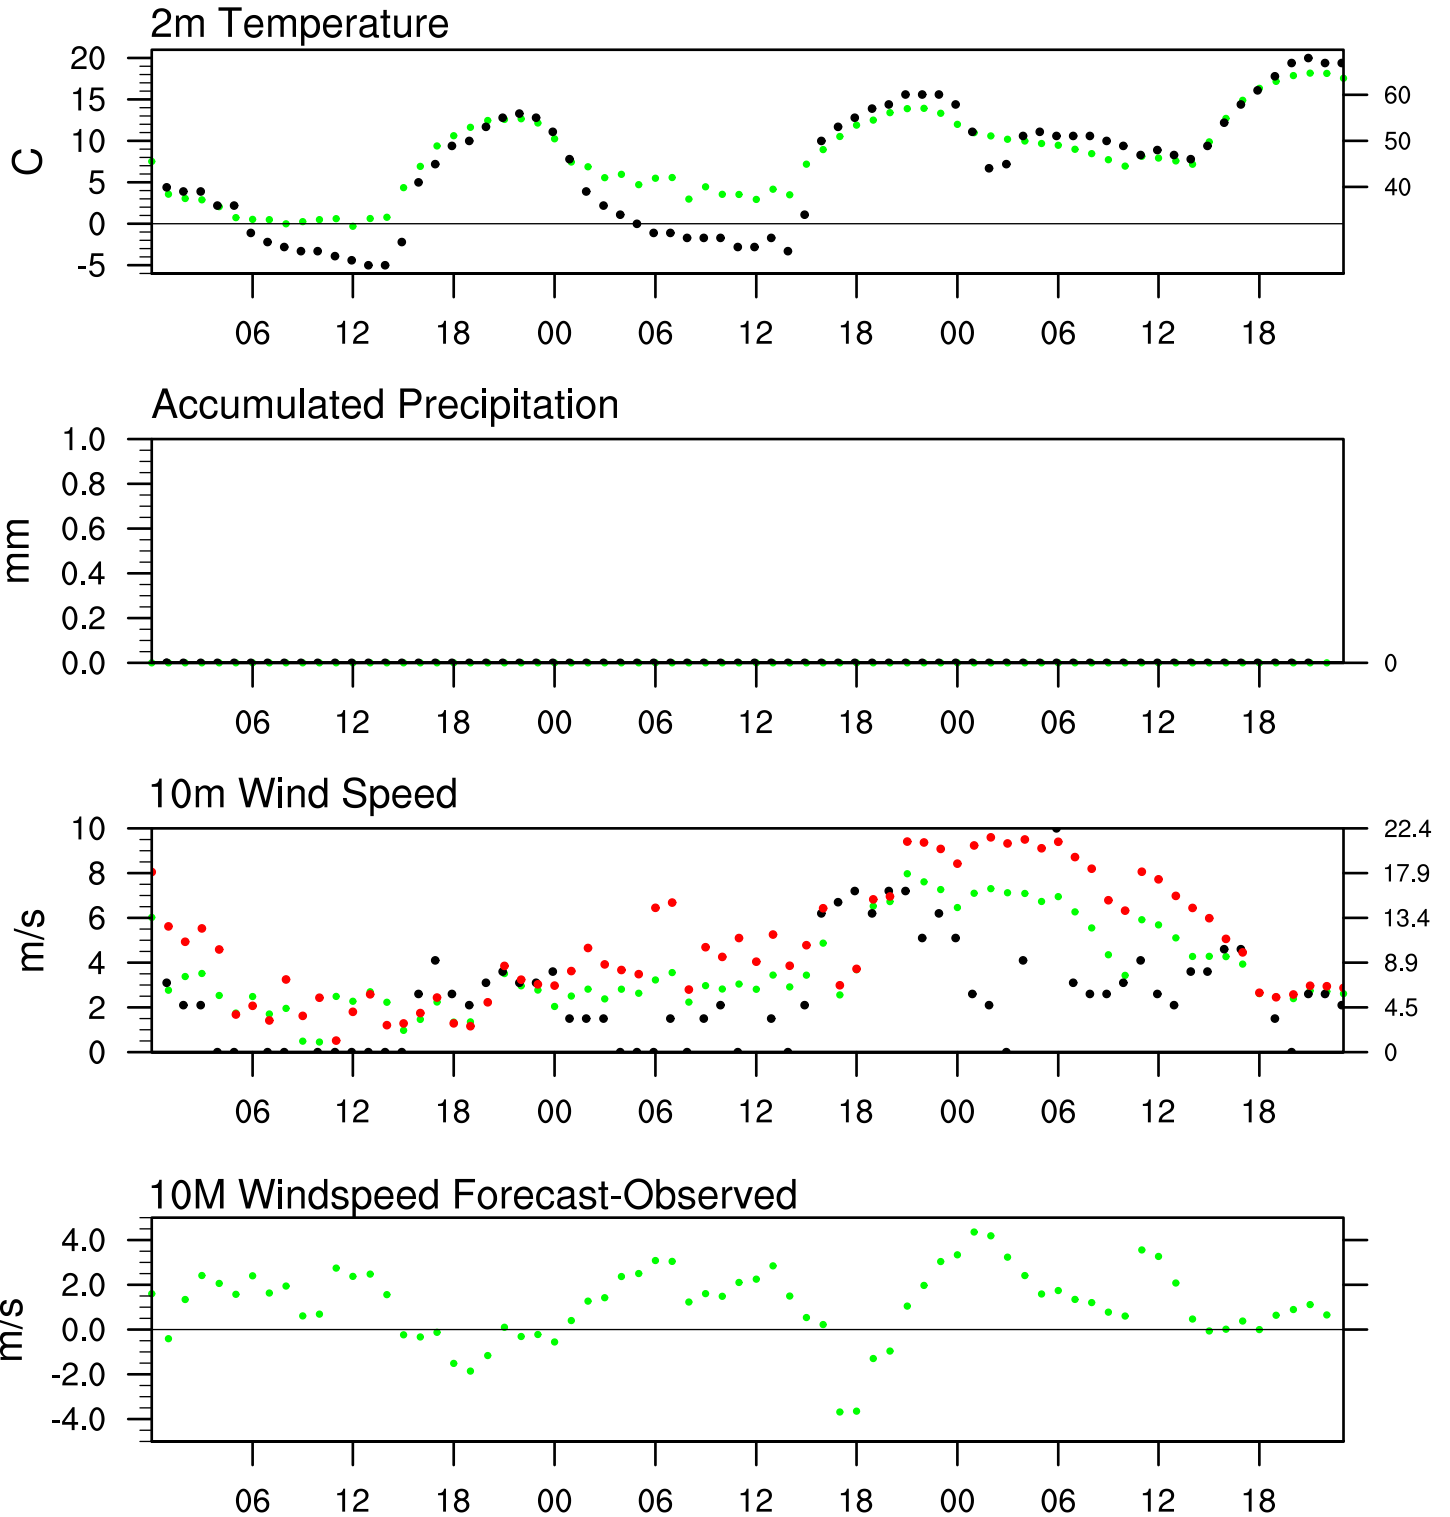 2m Temperature
20
15
10
5
0
-5
C
60
50
40
06 12 18 00 06 12 18 00 06 12 18
Accumulated Precipitation
1.0
0.8
0.6
0.4
0.2
0.0
mm
0
06 12 18 00 06 12 18 00 06 12 18
10m Wind Speed
10
8
6
4
2
0
m/s
22.4
17.9
13.4
8.9
4.5
0
06 12 18 00 06 12 18 00 06 12 18
10M Windspeed Forecast-Observed
4.0
2.0
0.0
-2.0
-4.0
m/s
06 12 18 00 06 12 18 00 06 12 18